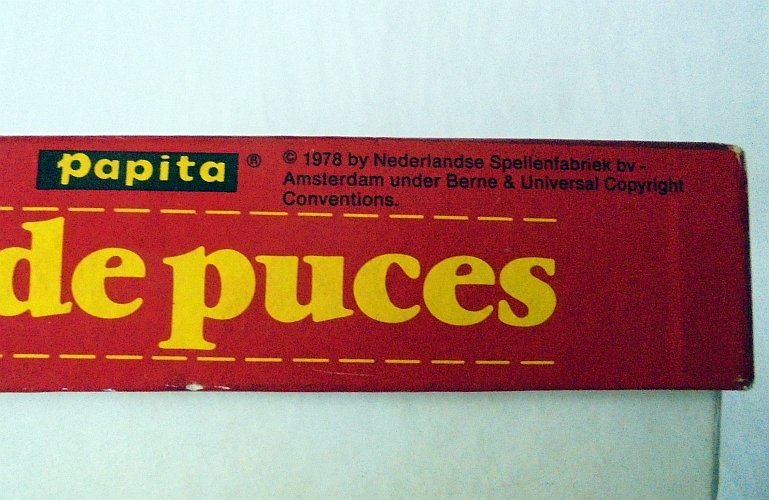 papita ® © 1978 by Nederlandse Spellenfabriek bv -
Amsterdam under Berne & Universal Copyright
Conventions.
de puces